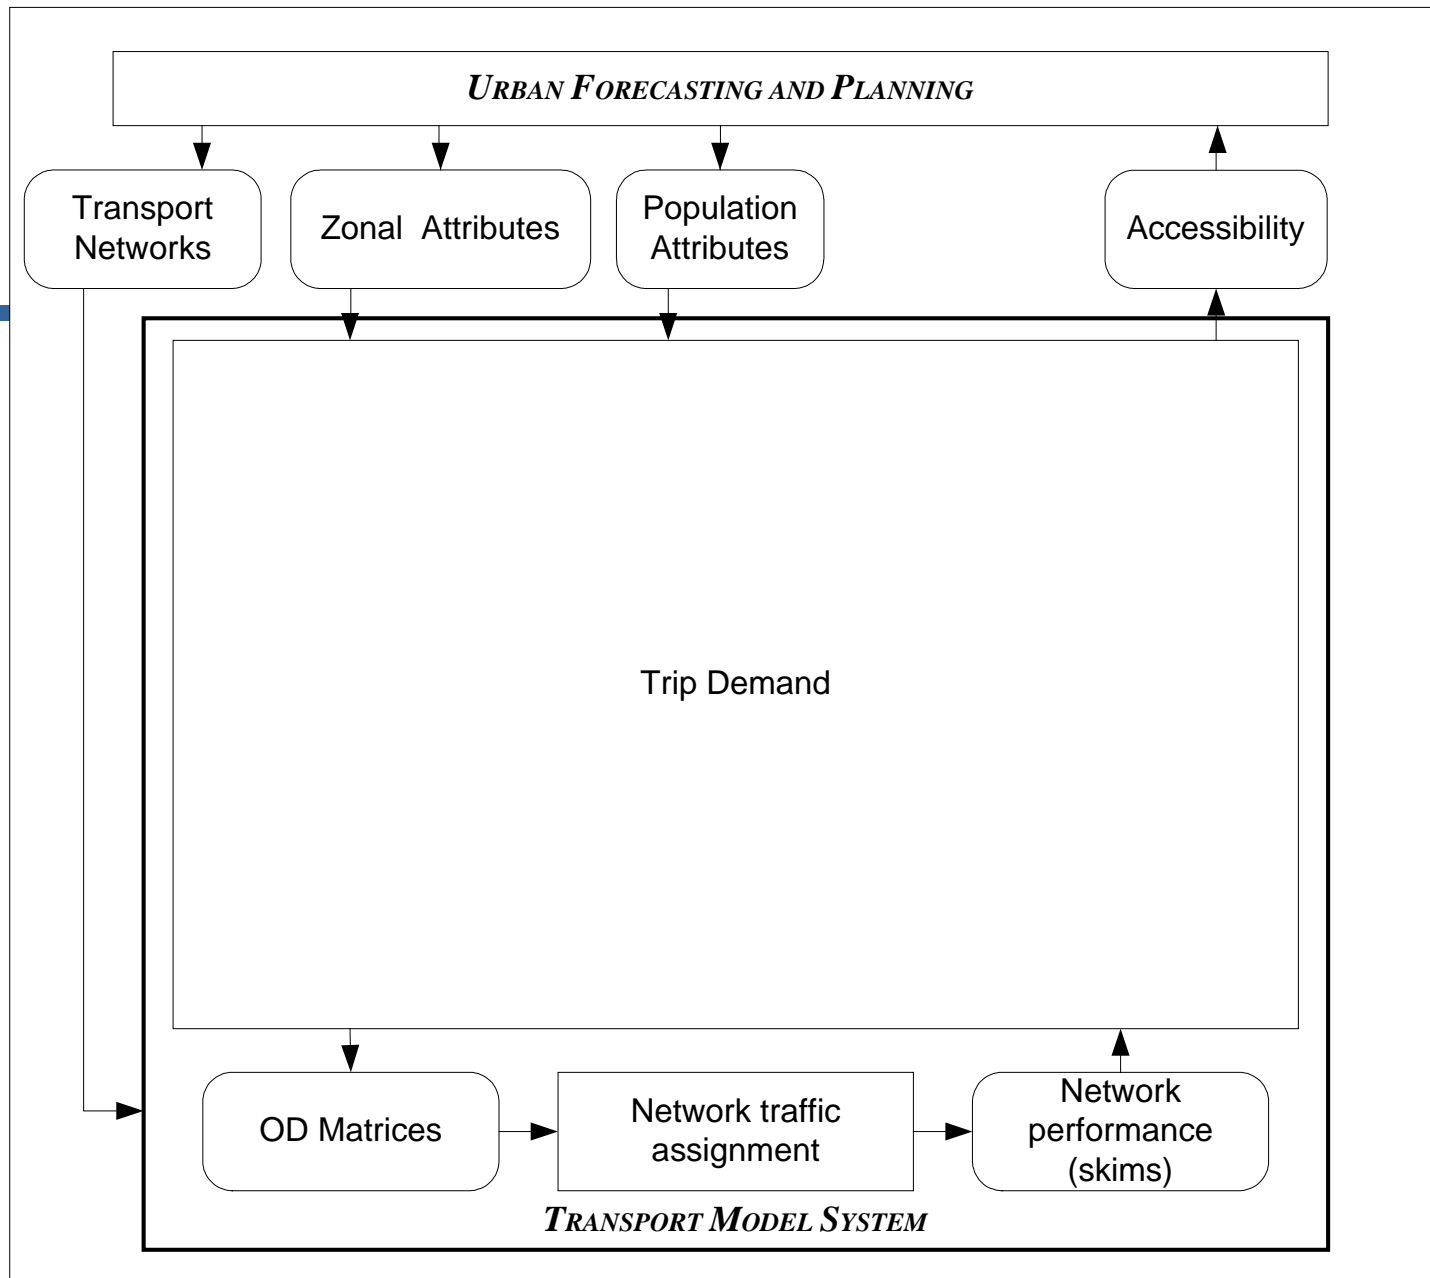 URBAN FORECASTING AND PLANNING
Transport
Networks
Zonal Attributes
Population
Attributes
Accessibility
Trip Demand
OD Matrices
Network traffic
assignment
Network
performance
(skims)
TRANSPORT MODEL SYSTEM